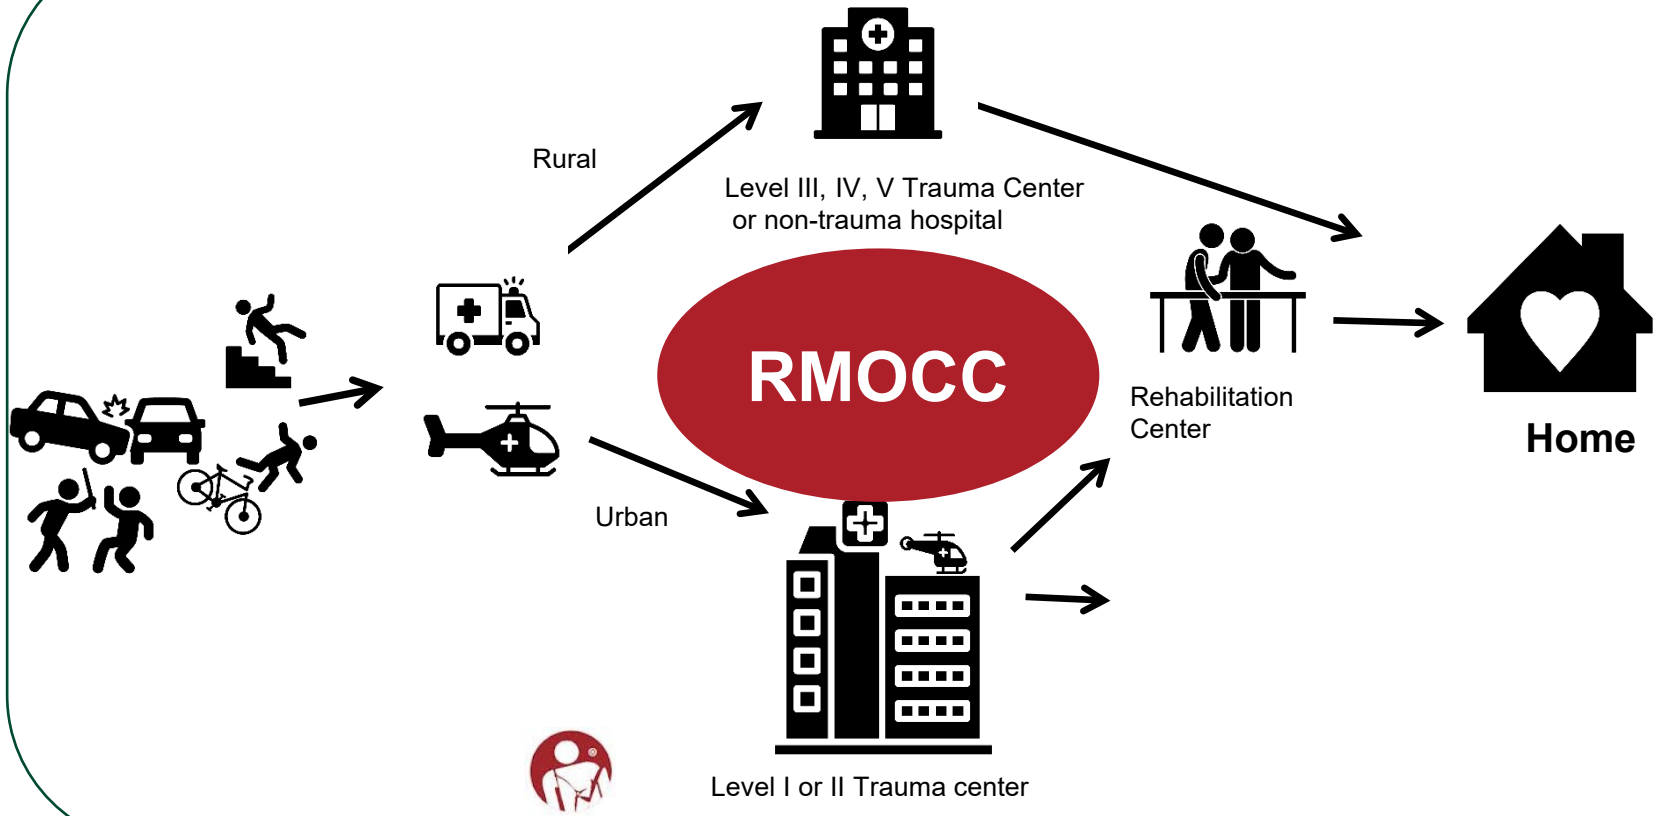 Rural
Level III, IV, V Trauma Center
or non-trauma hospital
RMOCC
Rehabilitation
Center
Home
Urban
Level I or II Trauma center